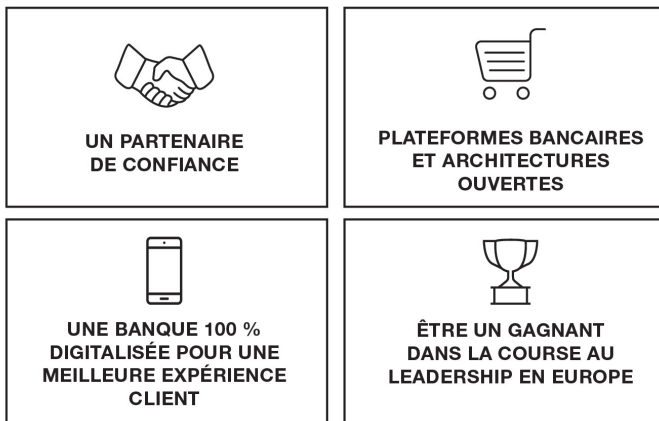 UN PARTENAIRE
DE CONFIANCE
PLATEFORMES BANCAIRES
ET ARCHITECTURES
OUVERTES
UNE BANQUE 100 %
DIGITALISÉE POUR UNE
MEILLEURE EXPÉRIENCE
CLIENT
ÊTRE UN GAGNANT
DANS LA COURSE AU
LEADERSHIP EN EUROPE